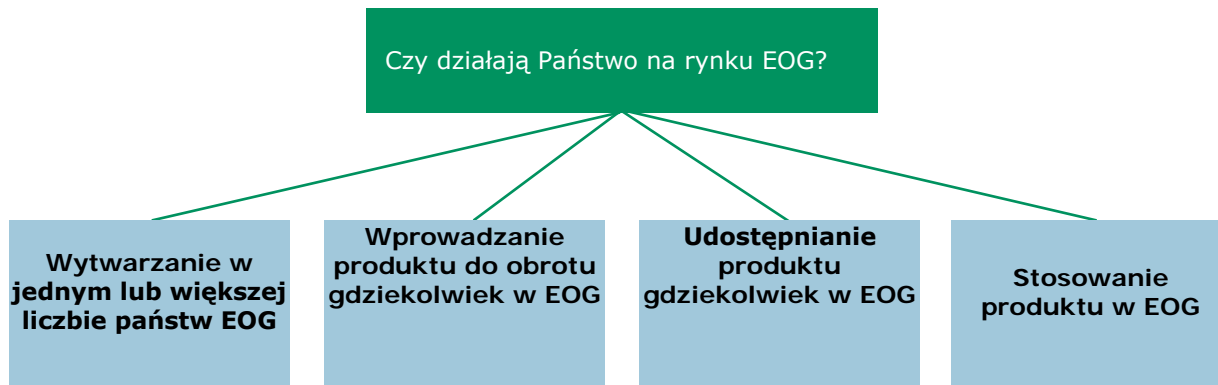 Czy działają Państwo na rynku EOG?
Wytwarzanie w
jednym lub większej
liczbie państw EOG
Wprowadzanie
produktu do obrotu
gdziekolwiek w EOG
Udostępnianie
produktu
gdziekolwiek w EOG
Stosowanie
produktu w EOG